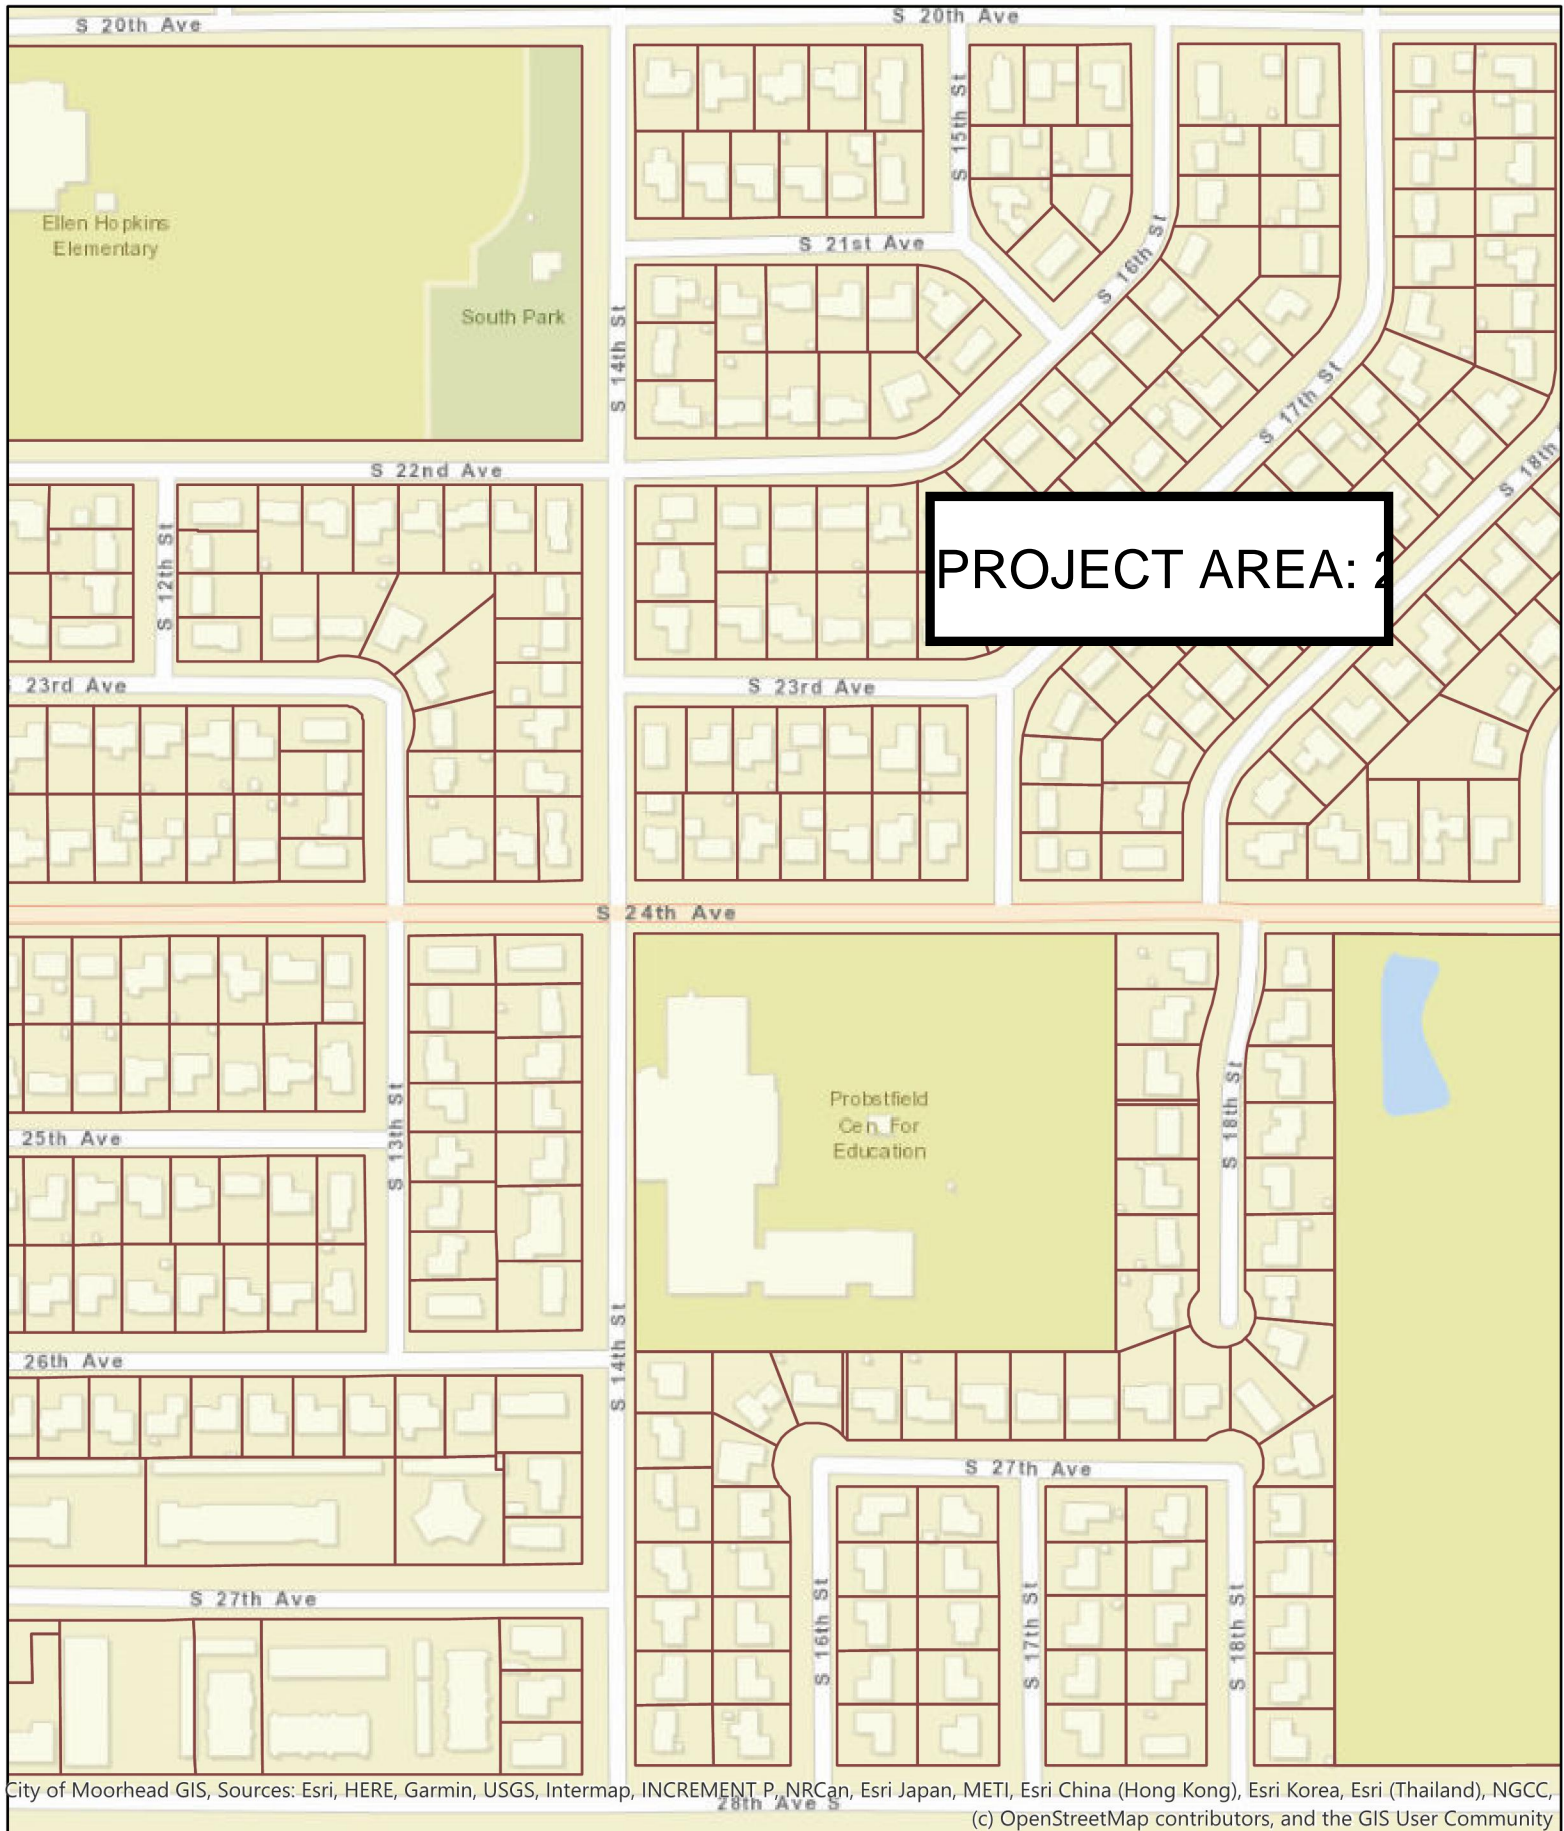 S 20th Ave
S 20th Ave
S 15th St
Ellen Hopkins
Elementary
S 21st Ave
S 16th St
South Park
S 14th St
S 17th St
S 22nd Ave
S 18th
S 12th St
PROJECT AREA: 2
23rd Ave
S 23rd Ave
S 24th Ave
S 13th St
25th Ave
Probstfield
Cen For
Education
S 18th St
26th Ave
S 14th St
S 27th Ave
S 27th Ave
S 16th St
S 17th St
S 18th St
City of Moorhead GIS, Sources: Esri, HERE, Garmin, USGS, Intermap, INCREMENT P, NRCan, Esri Japan, METI, Esri China (Hong Kong), Esri Korea, Esri (Thailand), NGCC,
28th Ave S
(c) OpenStreetMap contributors, and the GIS User Community